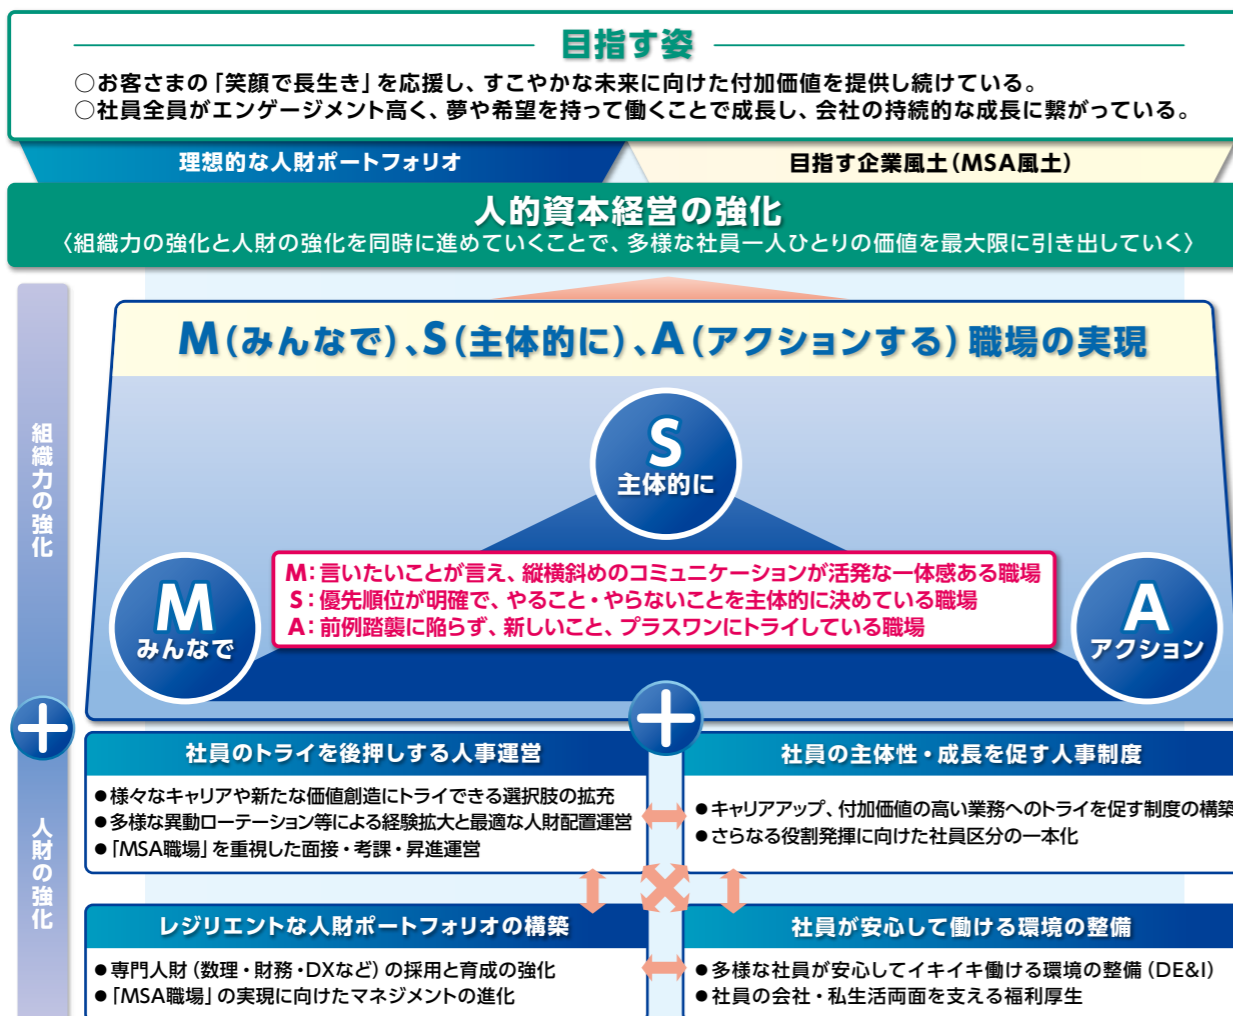 目指す姿
○お客さまの「笑顔で長生き」を応援し、すこやかな未来に向けた付加価値を提供し続けている。
○社員全員がエンゲージメント高く、夢や希望を持って働くことで成長し、会社の持続的な成長に繋がっている。
理想的な人財ポートフォリオ
目指す企業風土(MSA風土)
人的資本経営の強化
〈組織力の強化と人財の強化を同時に進めていくことで、多様な社員一人ひとりの価値を最大限に引き出していく〉
組織力の強化
M(みんなで)、S(主体的に)、A(アクションする)職場の実現
S
主体的に
M
みんなで
M:言いたいことが言え、縦横斜めのコミュニケーションが活発な一体感ある職場
S:優先順位が明確で、やること・やらないことを主体的に決めている職場
A:前例踏襲に陥らず、新しいこと、プラスワンにトライしている職場
A
アクション
人財の強化
社員のトライを後押しする人事運営
●様々なキャリアや新たな価値創造にトライできる選択肢の拡充
●多様な異動ローテーション等による経験拡大と最適な人財配置運営
●「MSA職場」を重視した面接・考課・昇進運営
社員の主体性・成長を促す人事制度
●キャリアアップ、付加価値の高い業務へのトライを促す制度の構築
●さらなる役割発揮に向けた社員区分の一本化
レジリエントな人財ポートフォリオの構築
●専門人財(数理・財務・DXなど)の採用と育成の強化
●「MSA職場」の実現に向けたマネジメントの進化
社員が安心して働ける環境の整備
●多様な社員が安心してイキイキ働ける環境の整備(DE&I)
●社員の会社・私生活両面を支える福利厚生